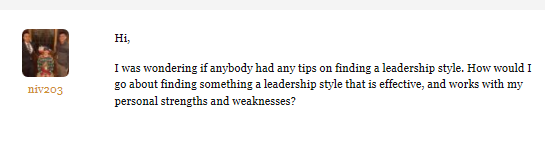 Hi,
I was wondering if anybody had any tips on finding a leadership style. How would I
go about finding something a leadership style that is effective, and works with my
personal strengths and weaknesses?
niv203